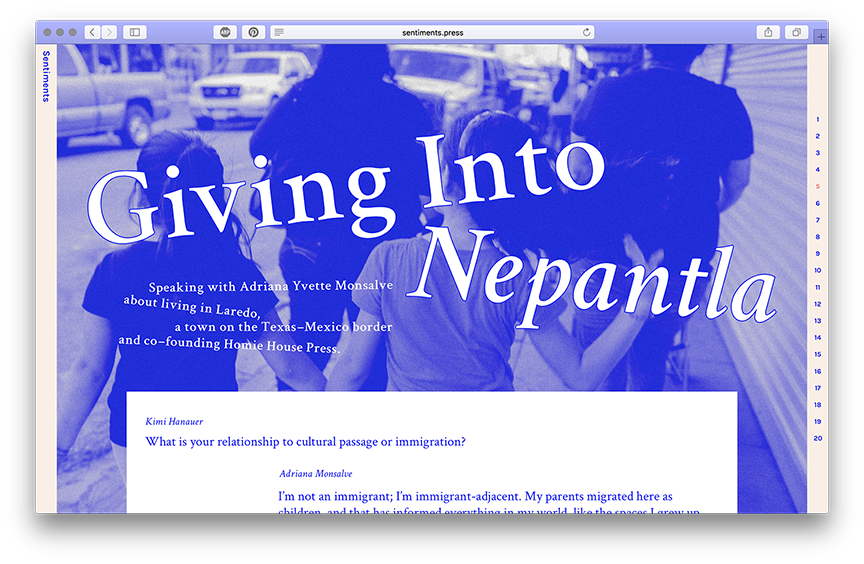 sentiments.press
Sentiments
Giving Into
Nepantla
Speaking with Adriana Yvette Monsalve
about living in Laredo,
a town on the Texas–Mexico border
and co–founding Homie House Press.
Kimi Hanauer
What is your relationship to cultural passage or immigration?
Adriana Monsalve
I'm not an immigrant; I'm immigrant-adjacent. My parents migrated here as
children, and that has informed everything in my world, like the spaces I grew up
1
2
3
4
5
6
7
8
9
10
11
12
13
14
15
16
17
18
19
20